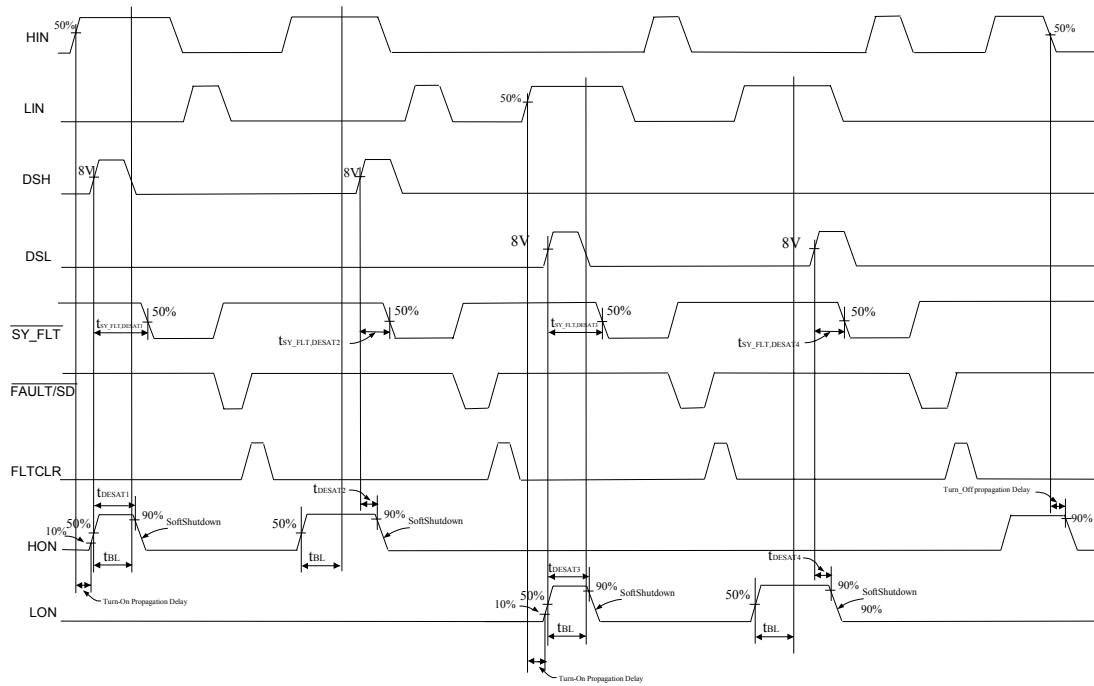 HIN
50%
50%
LIN
50%
DSH
8V
8V
DSL
8V
8V
SY_FLT
50%
50%
50%
50%
tSY_FLT,DESAT1
tSY_FLT,DESAT2
tSY_FLT,DESAT3
tSY_FLT,DESAT4
FAULT/SD
FLTCLR
tDESAT1
tDESAT2
Turn_Off propagation Delay
HON
10%
50%
90%
SoftShutdown
50%
90%
SoftShutdown
90%
tBL
tBL
Turn-On Propagation Delay
tDESAT3
tDESAT4
LON
10%
50%
90%
SoftShutdown
50%
90%
SoftShutdown
90%
tBL
tBL
Turn-On Propagation Delay